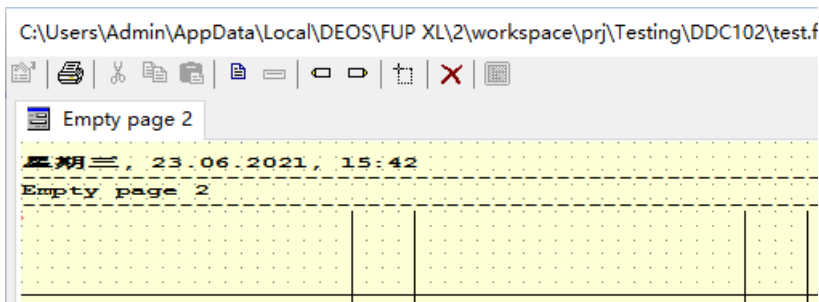 C:\Users\Admin\AppData\Local\DEOS\FUP XL\2\workspace\prj\Testing\DDC102\test.f
Empty page 2
星期三, 23.06.2021, 15:42
Empty page 2